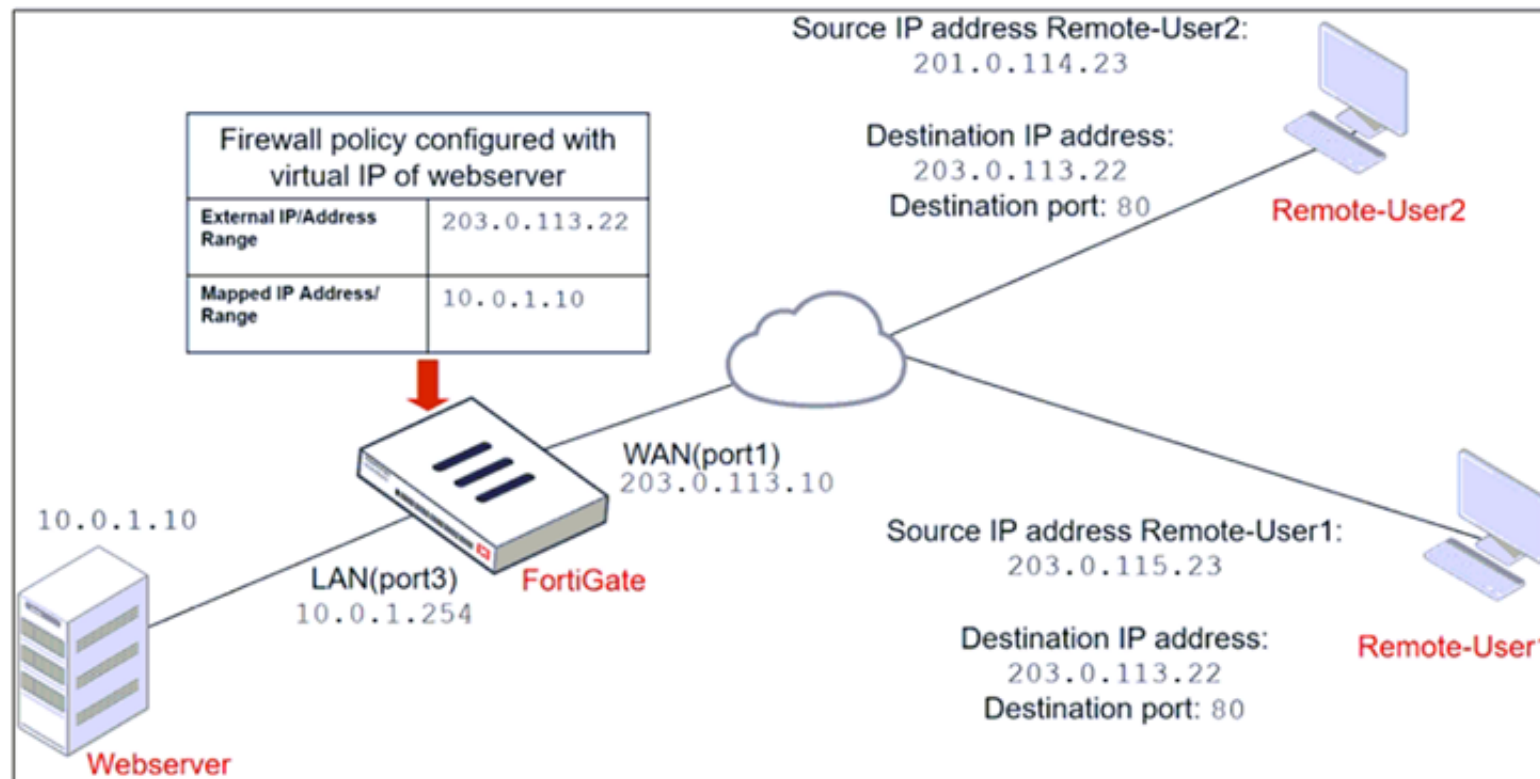 Source IP address Remote-User2:
201.0.114.23
Destination IP address:
203.0.113.22
Destination port: 80
Remote-User2
Firewall policy configured with
virtual IP of webserver
External IP/Address
Range
203.0.113.22
Mapped IP Address/
Range
10.0.1.10
WAN(port1)
203.0.113.10
10.0.1.10
LAN(port3)
10.0.1.254
FortiGate
Webserver
Source IP address Remote-User1:
203.0.115.23
Destination IP address:
203.0.113.22
Destination port: 80
Remote-User1